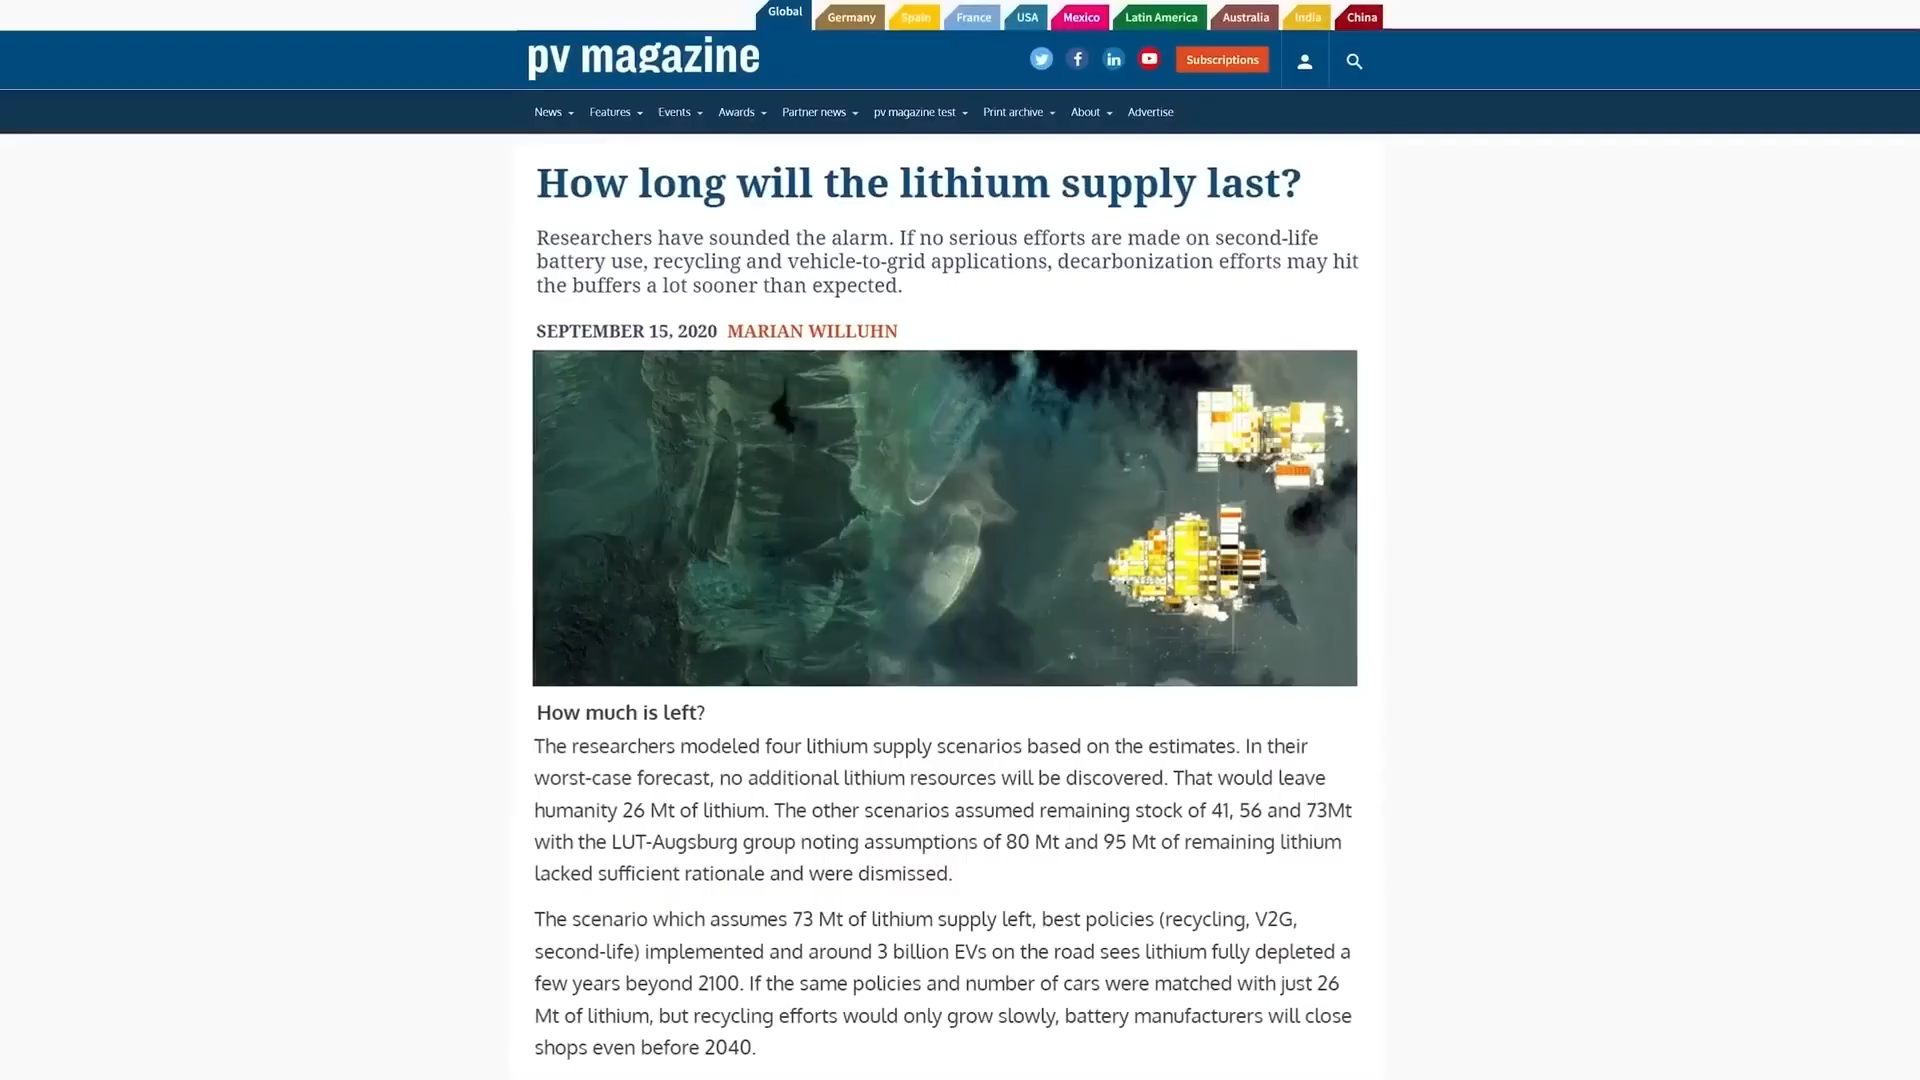 Global
Germany Spain France USA Mexico Latin America Australia India China
pv magazine
Subscriptions
News Features Events Awards Partner news pv magazine test Print archive About Advertise
How long will the lithium supply last?
Researchers have sounded the alarm. If no serious efforts are made on second-life
battery use, recycling and vehicle-to-grid applications, decarbonization efforts may hit
the buffers a lot sooner than expected.
SEPTEMBER 15, 2020 MARIAN WILLUHN
How much is left?
The researchers modeled four lithium supply scenarios based on the estimates. In their
worst-case forecast, no additional lithium resources will be discovered. That would leave
humanity 26 Mt of lithium. The other scenarios assumed remaining stock of 41, 56 and 73Mt
with the LUT-Augsburg group noting assumptions of 80 Mt and 95 Mt of remaining lithium
lacked sufficient rationale and were dismissed.
The scenario which assumes 73 Mt of lithium supply left, best policies (recycling, V2G,
second-life) implemented and around 3 billion EVs on the road sees lithium fully depleted a
few years beyond 2100. If the same policies and number of cars were matched with just 26
Mt of lithium, but recycling efforts would only grow slowly, battery manufacturers will close
shops even before 2040.